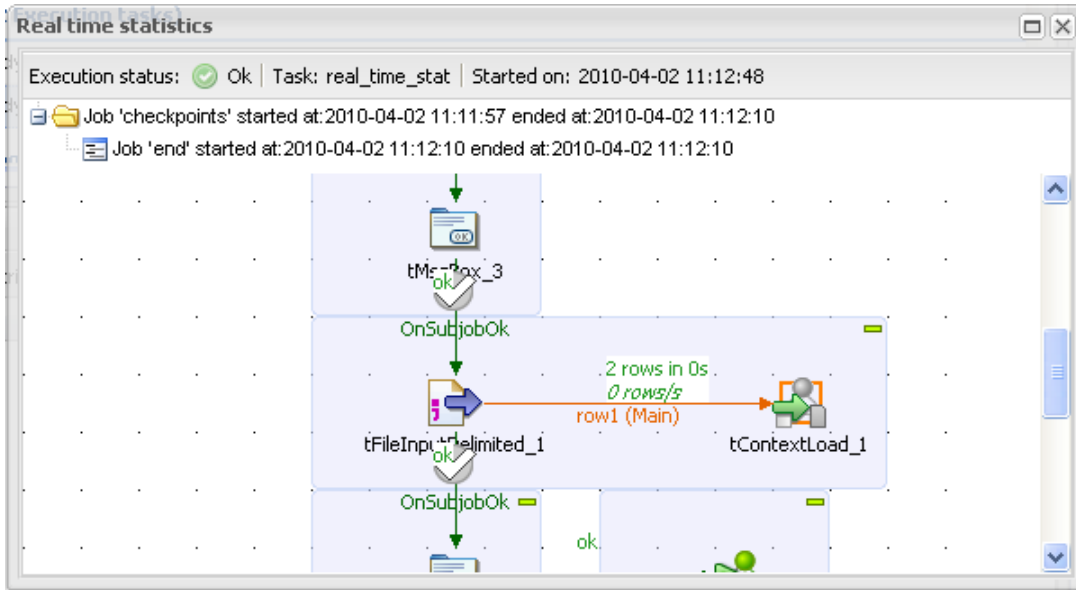 Real time statistics
Execution status: Ok Task: real_time_stat Started on: 2010-04-02 11:12:48
Job 'checkpoints' started at:2010-04-02 11:11:57 ended at:2010-04-02 11:12:10
Job 'end' started at:2010-04-02 11:12:10 ended at:2010-04-02 11:12:10
OK
tMsgBox_3
ok
OnSubjobOk
2 rows in 0s
0 rows/s
row1 (Main)
tFileInputDelimited_1
tContextLoad_1
ok
OnSubjobOk
ok